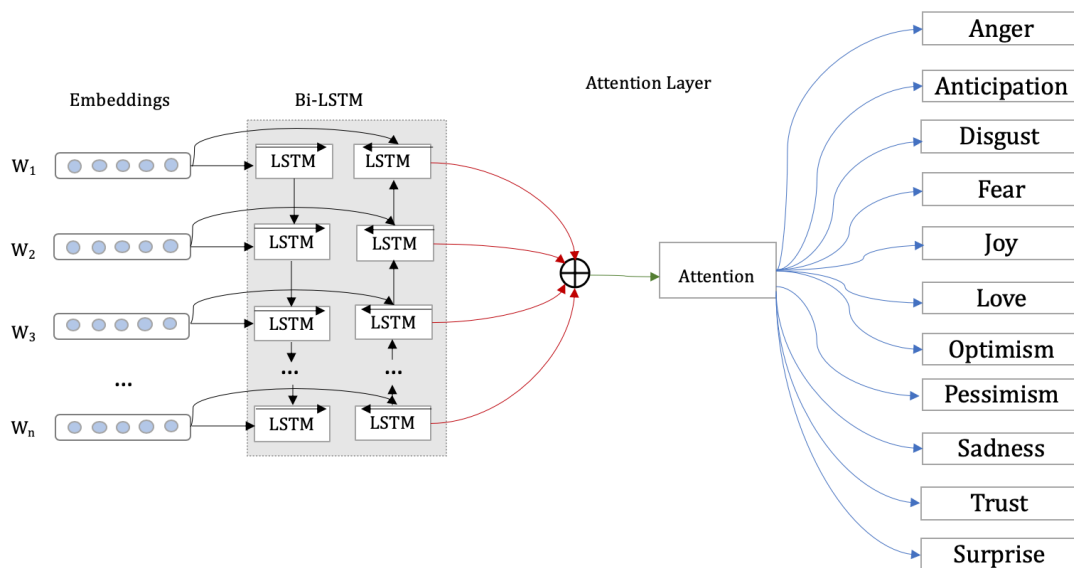 Embeddings
Bi-LSTM
Attention Layer
W1
LSTM
LSTM
W2
LSTM
LSTM
W3
LSTM
LSTM
...
...
...
Wn
LSTM
LSTM
Attention
Anger
Anticipation
Disgust
Fear
Joy
Love
Optimism
Pessimism
Sadness
Trust
Surprise